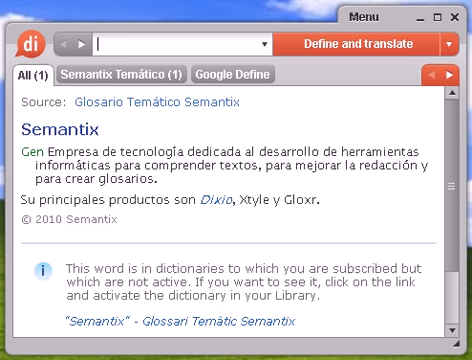 Menu
di
Define and translate
All (1) Semantix Temático (1) Google Define
Source: Glosario Temático Semantix
Semantix
Gen Empresa de tecnología dedicada al desarrollo de herramientas
informáticas para comprender textos, para mejorar la redacción y
para crear glosarios.
Su principales productos son Dixio, Xtyle y Gloxr.
© 2010 Semantix
i
This word is in dictionaries to which you are subscribed but
which are not active. If you want to see it, click on the link
and activate the dictionary in your Library.
"Semantix" - Glossari Temàtic Semantix